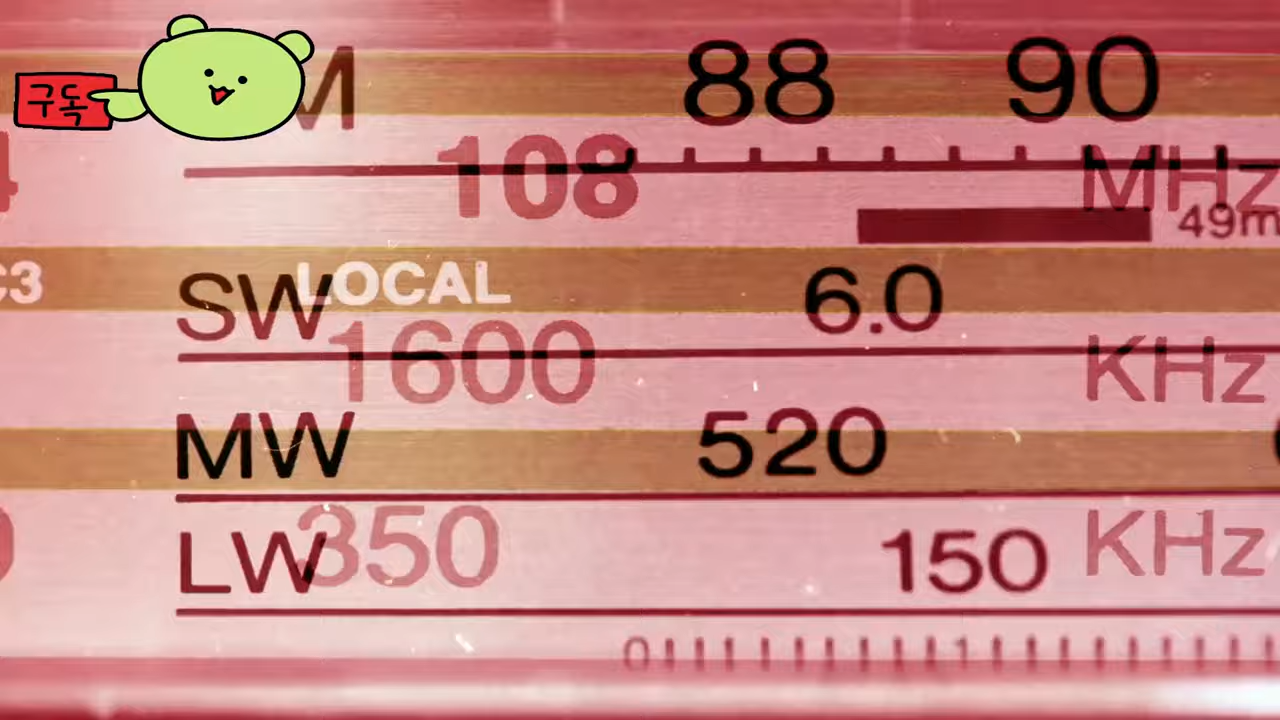 구독
M 88 90
108 MHz
49m
C3 LOCAL
SW 6.0
1600 KHz
MW 520
350
LW 150 KHz
0